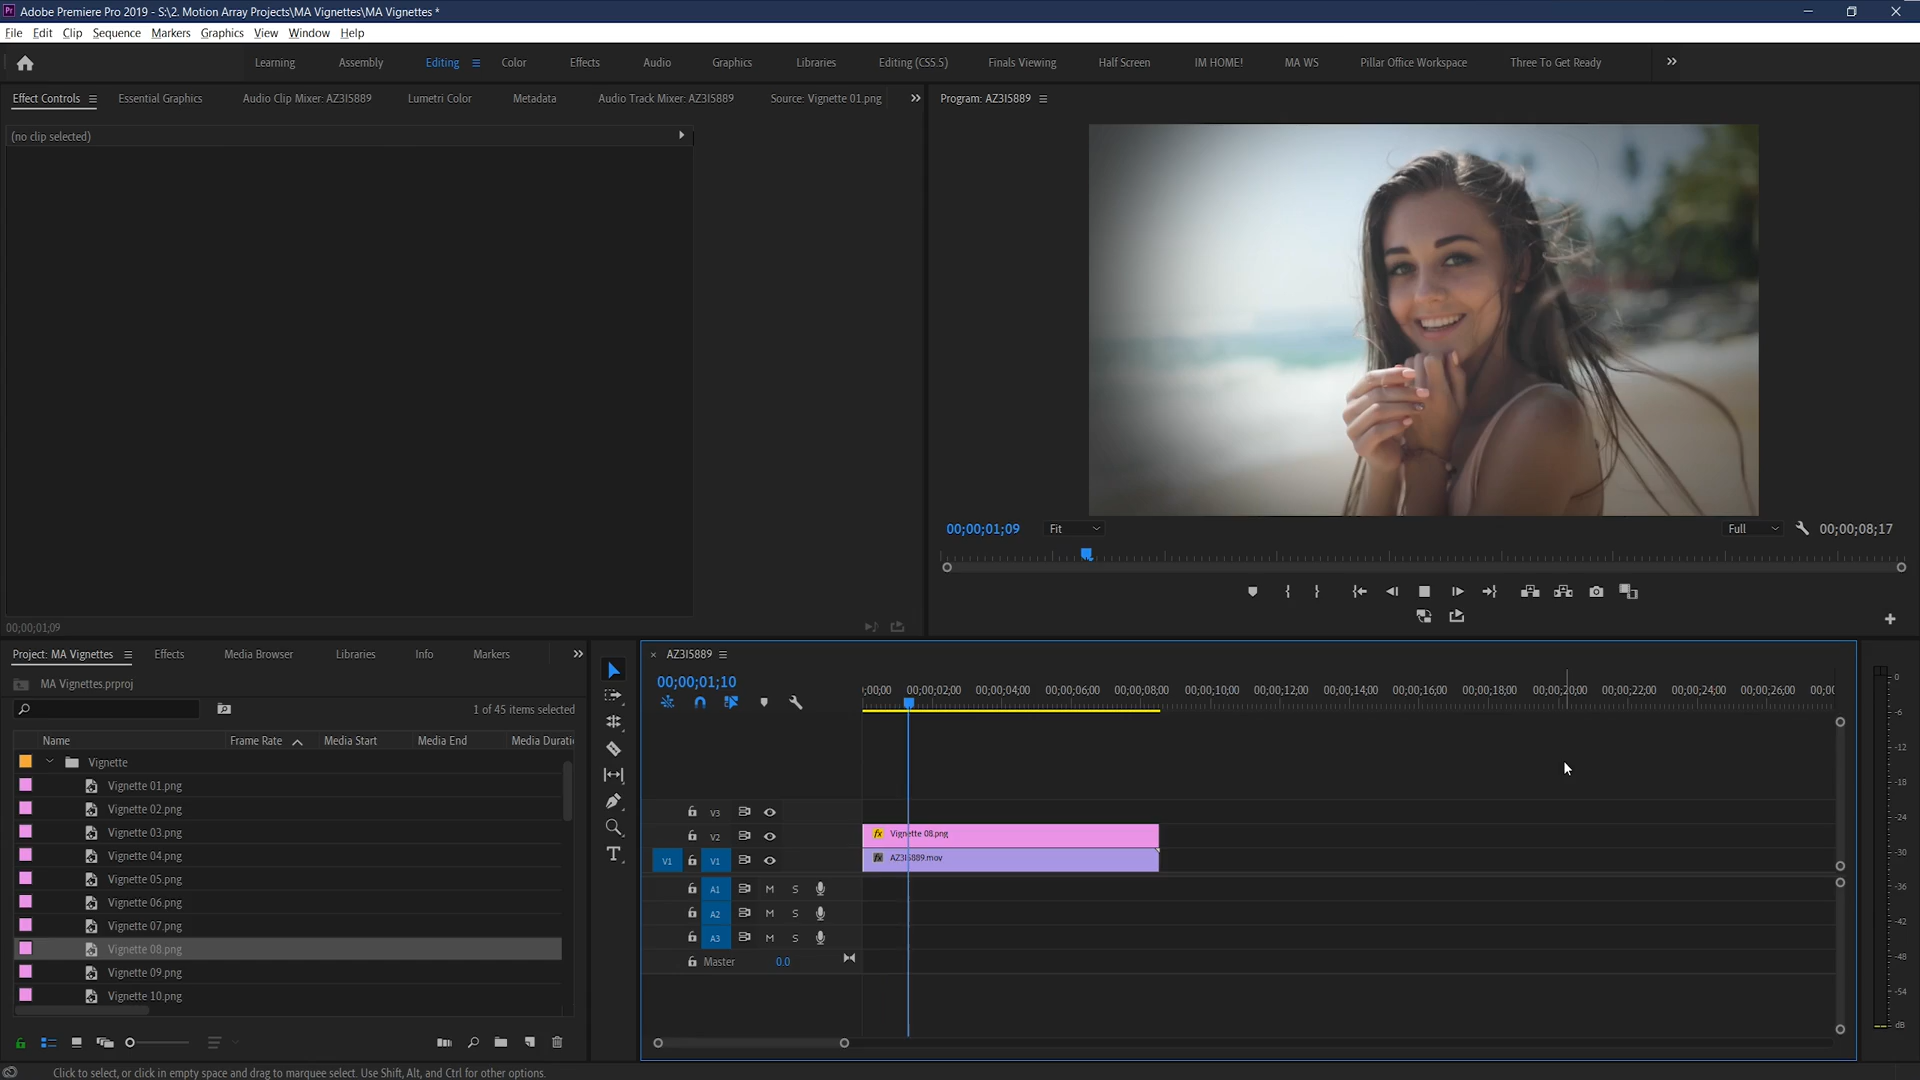 Adobe Premiere Pro 2019 - S:\2. Motion Array Projects\MA Vignettes\MA Vignettes *
File Edit Clip Sequence Markers Graphics View Window Help
Learning Assembly Editing Color Effects Audio Graphics Libraries Editing (CS5.5) Finals Viewing Half Screen IM HOME! MA WS Pillar Office Workspace Three To Get Ready
Effect Controls Essential Graphics Audio Clip Mixer: AZ3I5889 Lumetri Color Metadata Audio Track Mixer: AZ3I5889 Source: Vignette 01.png
Program: AZ3I5889
(no clip selected)
00;00;01;09 Fit Full 00;00;08;17
00;00;01;09
Project: MA Vignettes Effects Media Browser Libraries Info Markers
MA Vignettes.prproj
1 of 45 items selected
Name Frame Rate Media Start Media End Media Durati
Vignette
Vignette 01.png
Vignette 02.png
Vignette 03.png
Vignette 04.png
Vignette 05.png
Vignette 06.png
Vignette 07.png
Vignette 08.png
Vignette 09.png
Vignette 10.png
AZ3I5889
00;00;01;10
;00;00 00;00;02;00 00;00;04;00 00;00;06;00 00;00;08;00 00;00;10;00 00;00;12;00 00;00;14;00 00;00;16;00 00;00;18;00 00;00;20;00 00;00;22;00 00;00;24;00 00;00;26;00 00;0
V3
V2 fx Vignette 08.png
V1 V1 fx AZ3I5889.mov
A1 M S
A2 M S
A3 M S
Master 0.0
0
-6
-12
-18
-24
-30
-36
-42
-48
-54
dB
Click to select, or click in empty space and drag to marquee select. Use Shift, Alt, and Ctrl for other options.